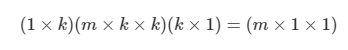 (1 × k)(m × k × k)(k × 1) = (m × 1 × 1)